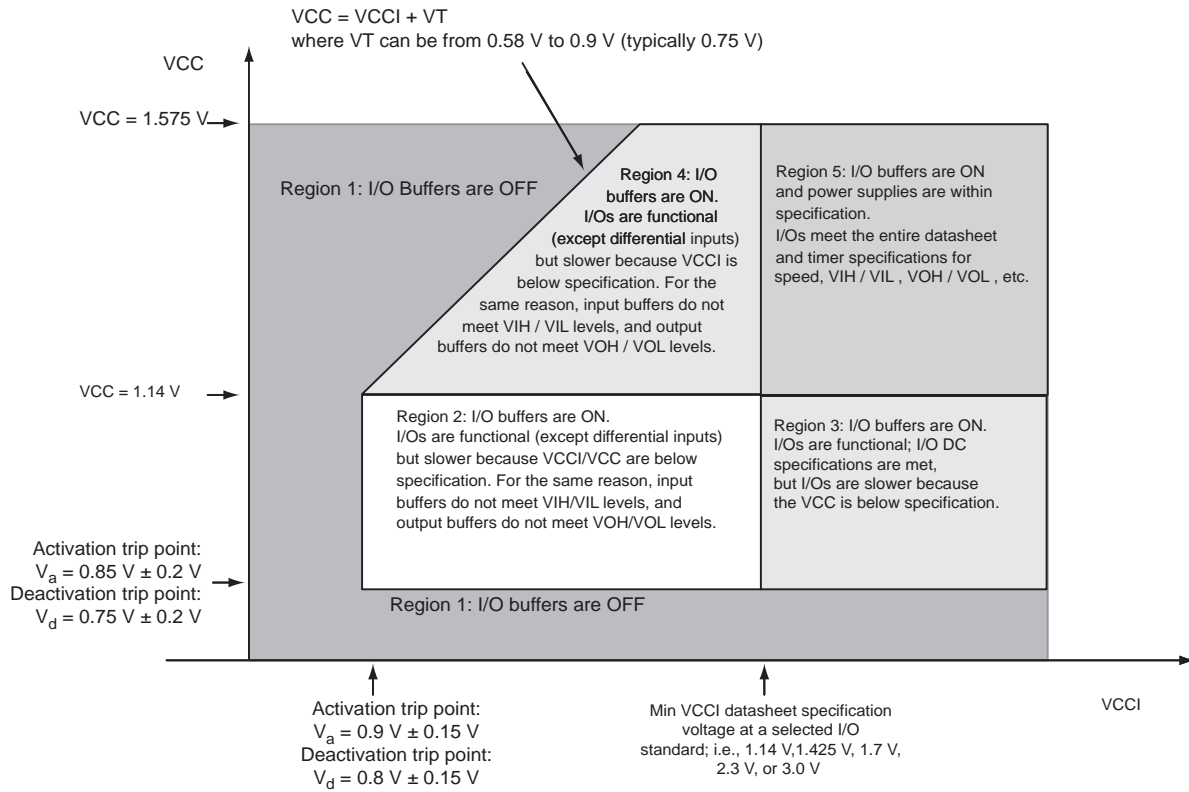 VCC = VCCI + VT
where VT can be from 0.58 V to 0.9 V (typically 0.75 V)
VCC
VCC = 1.575 V
Region 1: I/O Buffers are OFF
Region 4: I/O
buffers are ON.
I/Os are functional
(except differential inputs)
but slower because VCCI is
below specification. For the
same reason, input buffers do not
meet VIH / VIL levels, and output
buffers do not meet VOH / VOL levels.
Region 5: I/O buffers are ON
and power supplies are within
specification.
I/Os meet the entire datasheet
and timer specifications for
speed, VIH / VIL , VOH / VOL , etc.
VCC = 1.14 V
Region 2: I/O buffers are ON.
I/Os are functional (except differential inputs)
but slower because VCCI/VCC are below
specification. For the same reason, input
buffers do not meet VIH/VIL levels, and
output buffers do not meet VOH/VOL levels.
Region 3: I/O buffers are ON.
I/Os are functional; I/O DC
specifications are met,
but I/Os are slower because
the VCC is below specification.
Activation trip point:
Va = 0.85 V ± 0.2 V
Deactivation trip point:
Vd = 0.75 V ± 0.2 V
Region 1: I/O buffers are OFF
Activation trip point:
Va = 0.9 V ± 0.15 V
Deactivation trip point:
Vd = 0.8 V ± 0.15 V
Min VCCI datasheet specification
voltage at a selected I/O
standard; i.e., 1.14 V,1.425 V, 1.7 V,
2.3 V, or 3.0 V
VCCI